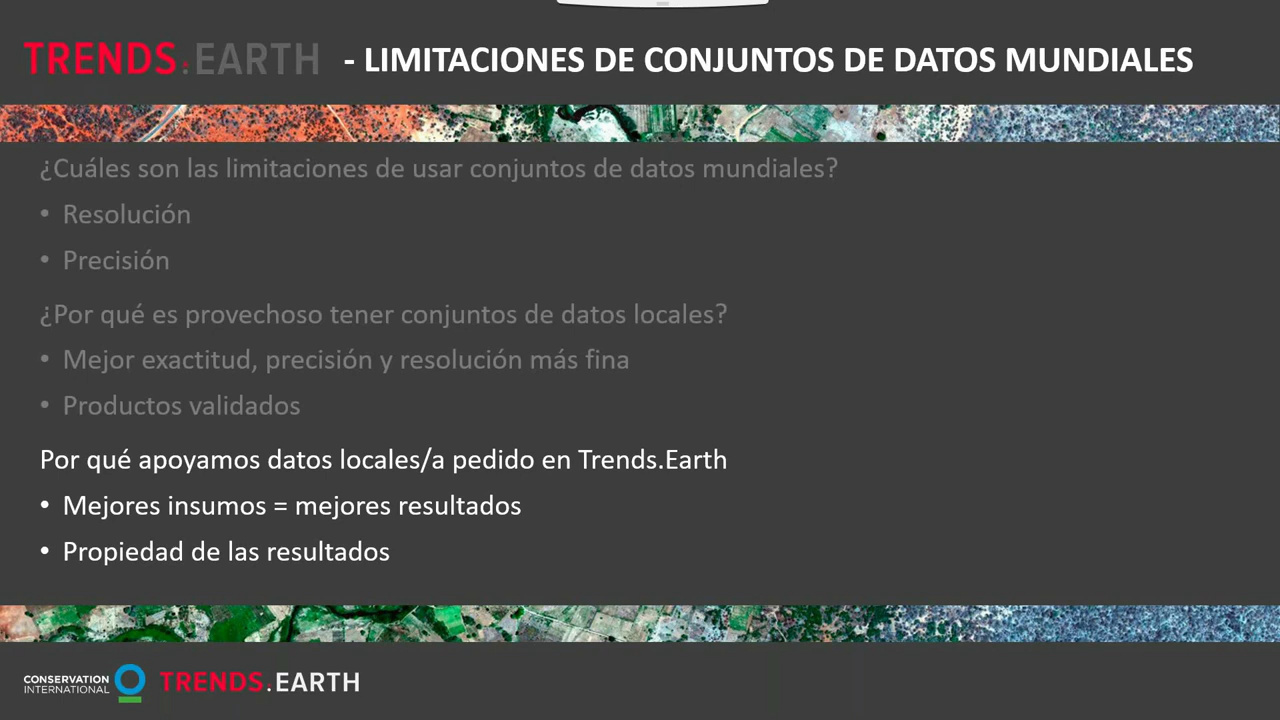 TRENDS.EARTH - LIMITACIONES DE CONJUNTOS DE DATOS MUNDIALES
¿Cuáles son las limitaciones de usar conjuntos de datos mundiales?
• Resolución
• Precisión
¿Por qué es provechoso tener conjuntos de datos locales?
• Mejor exactitud, precisión y resolución más fina
• Productos validados
Por qué apoyamos datos locales/a pedido en Trends.Earth
• Mejores insumos = mejores resultados
• Propiedad de las resultados
CONSERVATION
INTERNATIONAL
TRENDS.EARTH